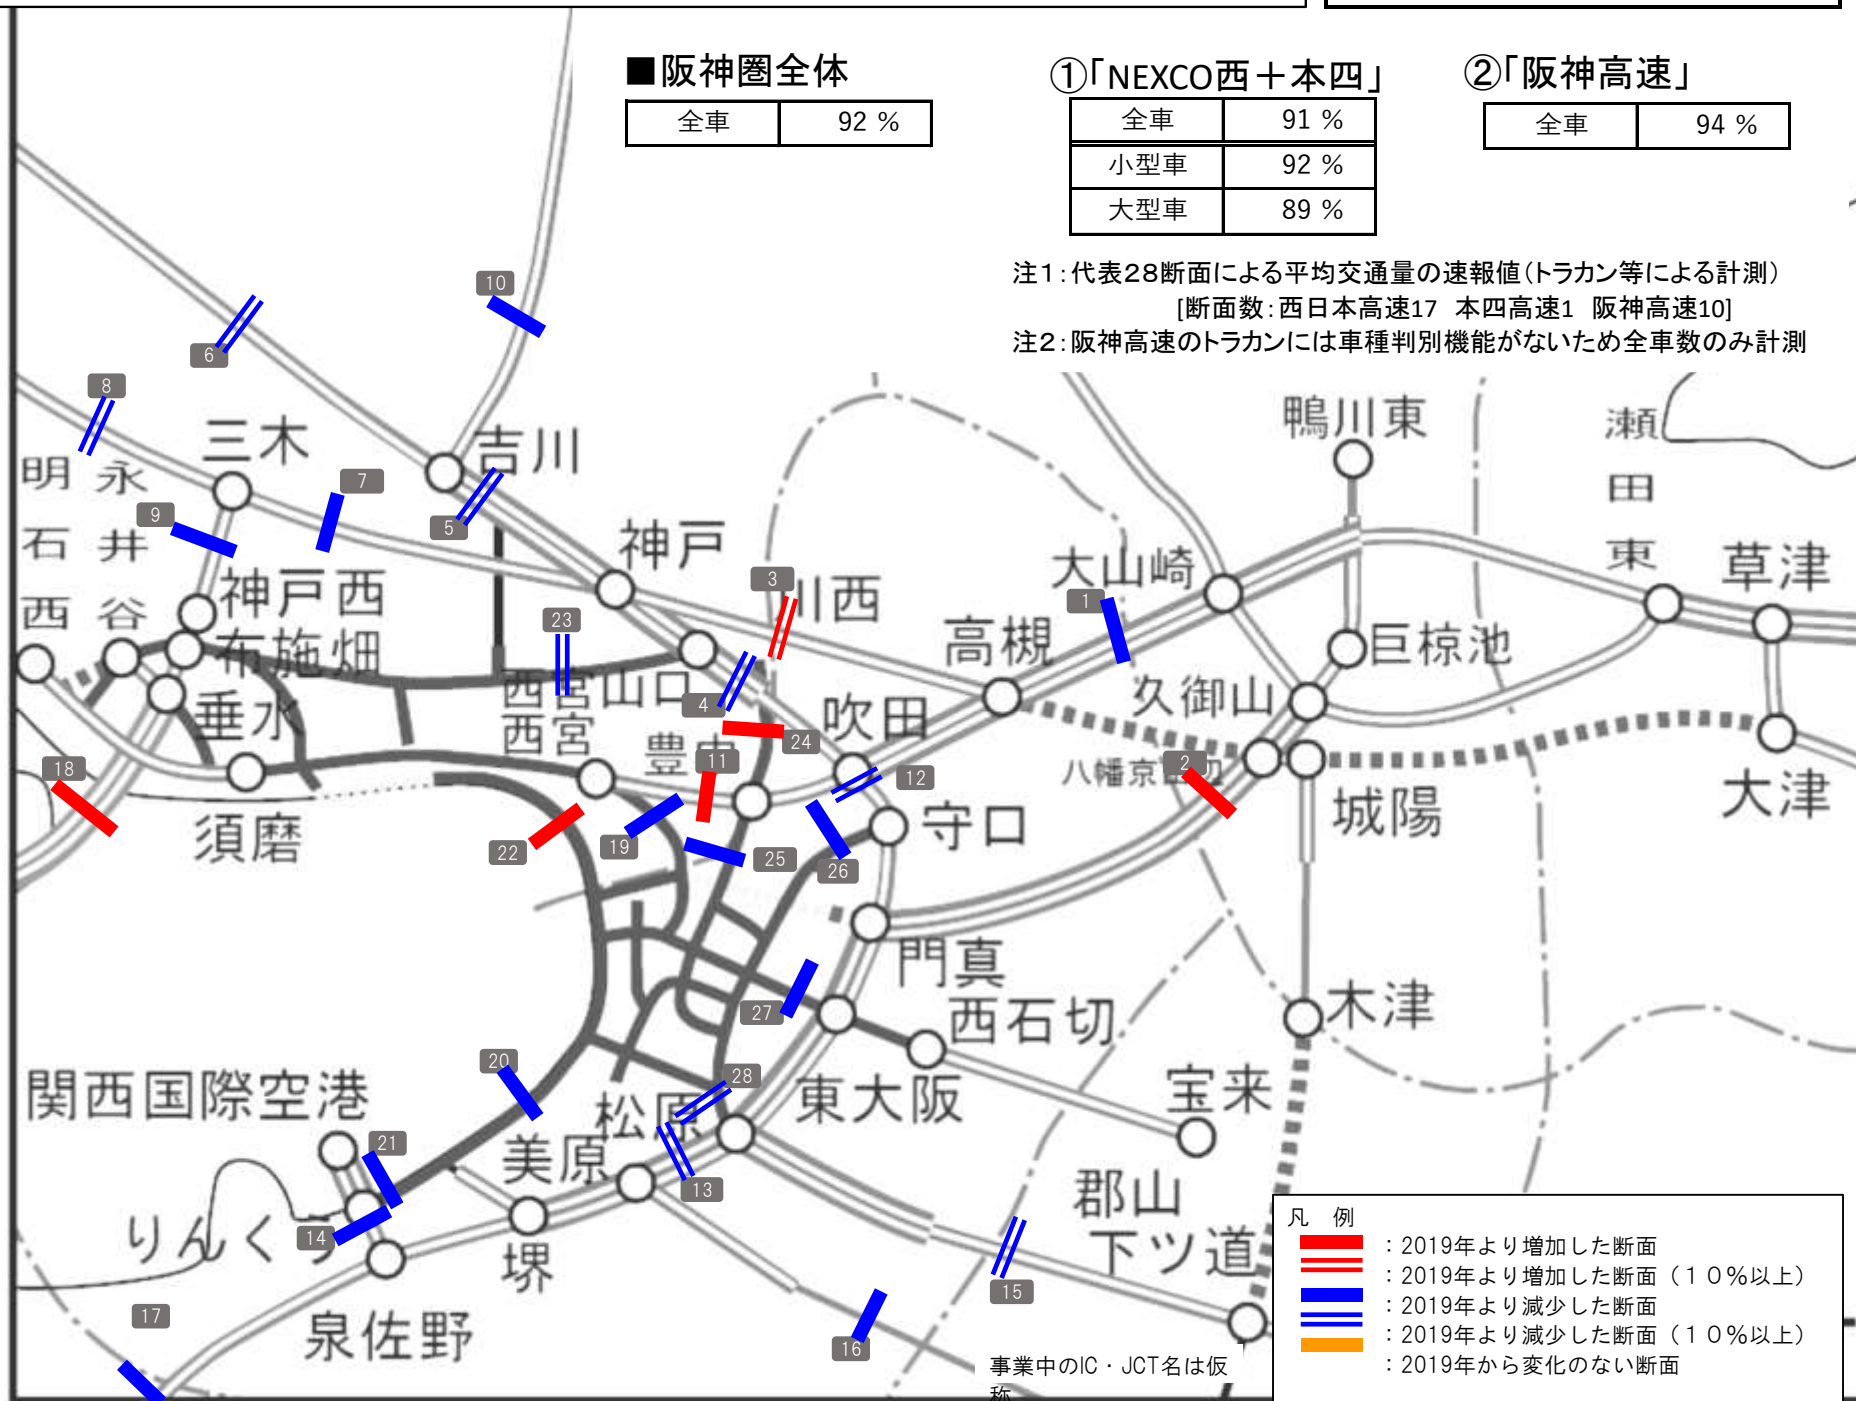 ■阪神圏全体
全車 92 %
①「NEXCO西＋本四」
全車 91 %
小型車 92 %
大型車 89 %
②「阪神高速」
全車 94 %
注1：代表28断面による平均交通量の速報値（トラカン等による計測）
[断面数：西日本高速17 本四高速1 阪神高速10]
注2：阪神高速のトラカンには車種判別機能がないため全車数のみ計測
10
6
8
三木
吉川
鴨川東
瀬田東
明石西
永井谷
7
9
5
神戸
大山崎
草津
神戸西
3
川西
1
23
布施畑
高槻
巨椋池
西宮山口
4
久御山
垂水
西宮
吹田
24
豊中
11
12
八幡京田辺
2
18
大津
須磨
22
19
守口
城陽
25
26
門真
27
西石切
木津
20
28
関西国際空港
松原
東大阪
宝来
21
美原
13
郡山
りんくう
14
下ツ道
堺
15
17
泉佐野
16
事業中のIC・JCT名は仮
称
凡 例
：2019年より増加した断面
：2019年より増加した断面（１０％以上）
：2019年より減少した断面
：2019年より減少した断面（１０％以上）
：2019年から変化のない断面